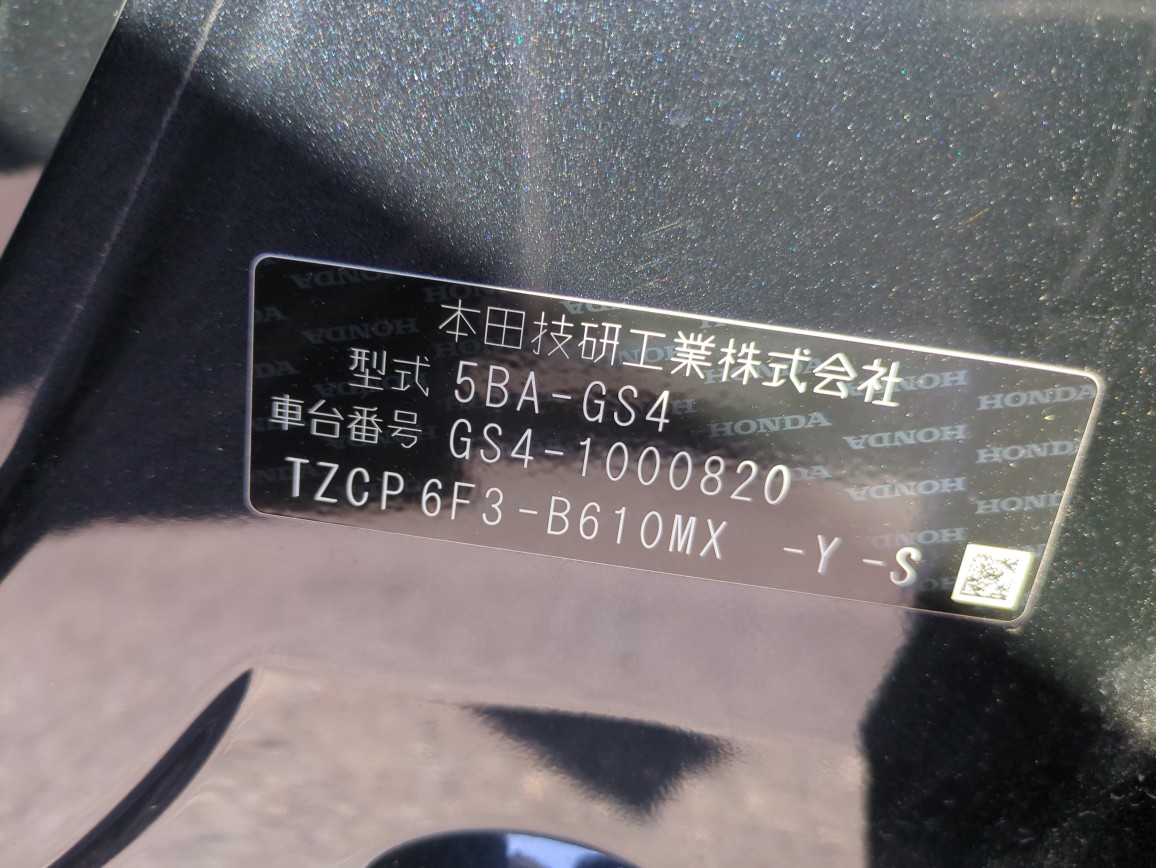 本田技研工業株式会社
型式 5BA-GS4
車台番号 GS4-1000820
TZCP6F3-B610MX -Y-S
HONDA